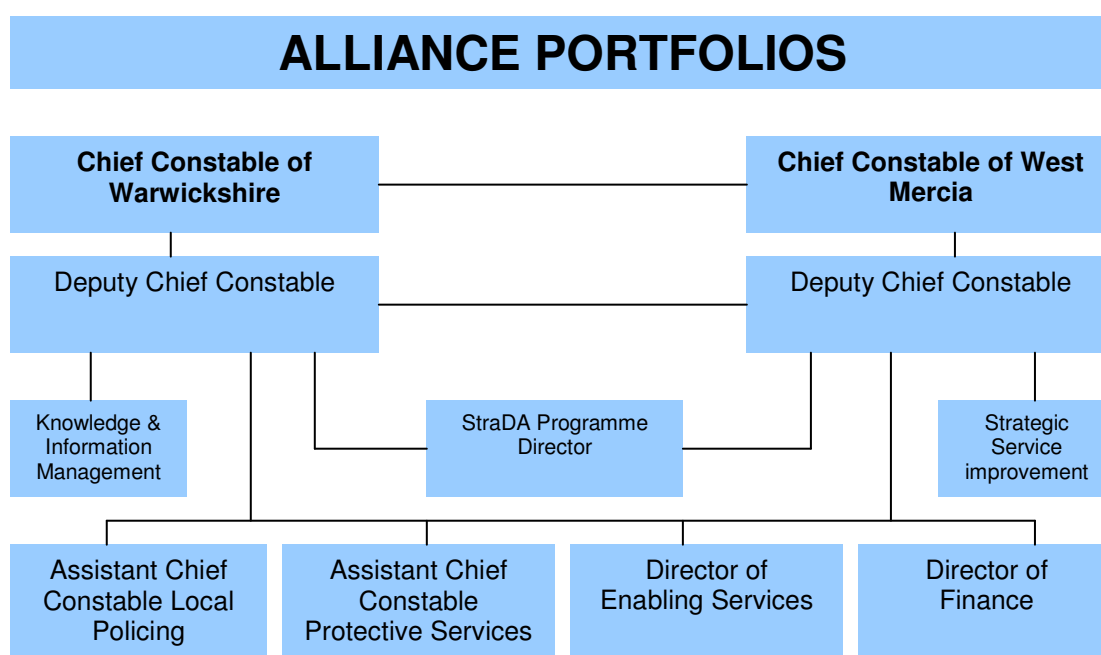 ALLIANCE PORTFOLIOS
Chief Constable of
Warwickshire
Chief Constable of West
Mercia
Deputy Chief Constable
Deputy Chief Constable
Knowledge &
Information
Management
StraDA Programme
Director
Strategic
Service
improvement
Assistant Chief
Constable Local
Policing
Assistant Chief
Constable
Protective Services
Director of
Enabling Services
Director of
Finance